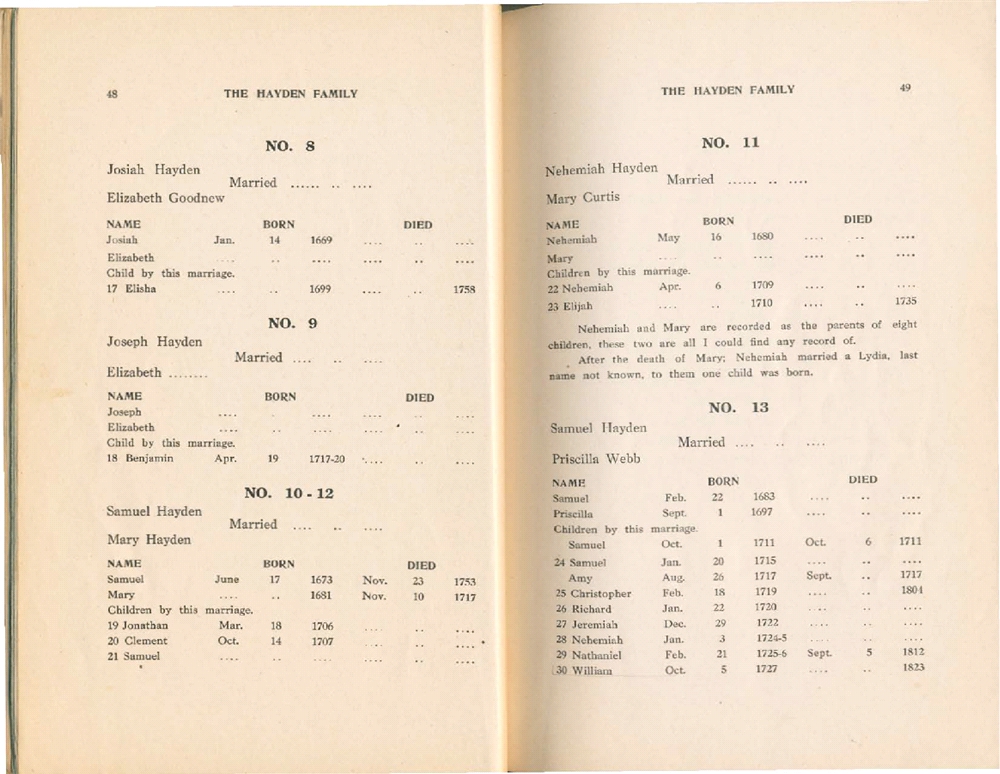 48 THE HAYDEN FAMILY
NO. 8
Josiah Hayden
Married ...... .. ....
Elizabeth Goodnew
NAME BORN DIED
Josiah Jan. 14 1669 .... .. ....
Elizabeth .... .. .... .... .. ....
Child by this marriage.
17 Elisha .... .. 1699 .... .. 1758
NO. 9
Joseph Hayden
Married .... .. ....
Elizabeth ........
NAME BORN DIED
Joseph .... . .... .... .. ....
Elizabeth .... .. .... .... .. ....
Child by this marriage.
18 Benjamin Apr. 19 1717-20 .... .. ....
NO. 10-12
Samuel Hayden
Married .... .. ....
Mary Hayden
NAME BORN DIED
Samuel June 17 1673 Nov. 23 1753
Mary .... .. 1681 Nov. 10 1717
Children by this marriage.
19 Jonathan Mar. 18 1706 .... .. ....
20 Clement Oct. 14 1707 .... .. ....
21 Samuel .... .. .... .... .. ....
THE HAYDEN FAMILY 49
NO. 11
Nehemiah Hayden
Married ...... .. ....
Mary Curtis
NAME BORN DIED
Nehemiah May 16 1680 .... .. ....
Mary .... .. .... .... .. ....
Children by this marriage.
22 Nehemiah Apr. 6 1709 .... .. ....
23 Elijah .... .. 1710 .... .. 1735
Nehemiah and Mary are recorded as the parents of eight
children, these two are all I could find any record of.
After the death of Mary; Nehemiah married a Lydia, last
name not known, to them one child was born.
NO. 13
Samuel Hayden
Married .... .. ....
Priscilla Webb
NAME BORN DIED
Samuel Feb. 22 1683 .... .. ....
Priscilla Sept. 1 1697 .... .. ....
Children by this marriage.
Samuel Oct. 1 1711 Oct. 6 1711
24 Samuel Jan. 20 1715 .... .. ....
Amy Aug. 26 1717 Sept. .. 1717
25 Christopher Feb. 18 1719 .... .. 1804
26 Richard Jan. 22 1720 .... .. ....
27 Jeremiah Dec. 29 1722 .... .. ....
28 Nehemiah Jan. 3 1724-5 .... .. ....
29 Nathaniel Feb. 21 1725-6 Sept. 5 1812
30 William Oct. 5 1727 .... .. 1823